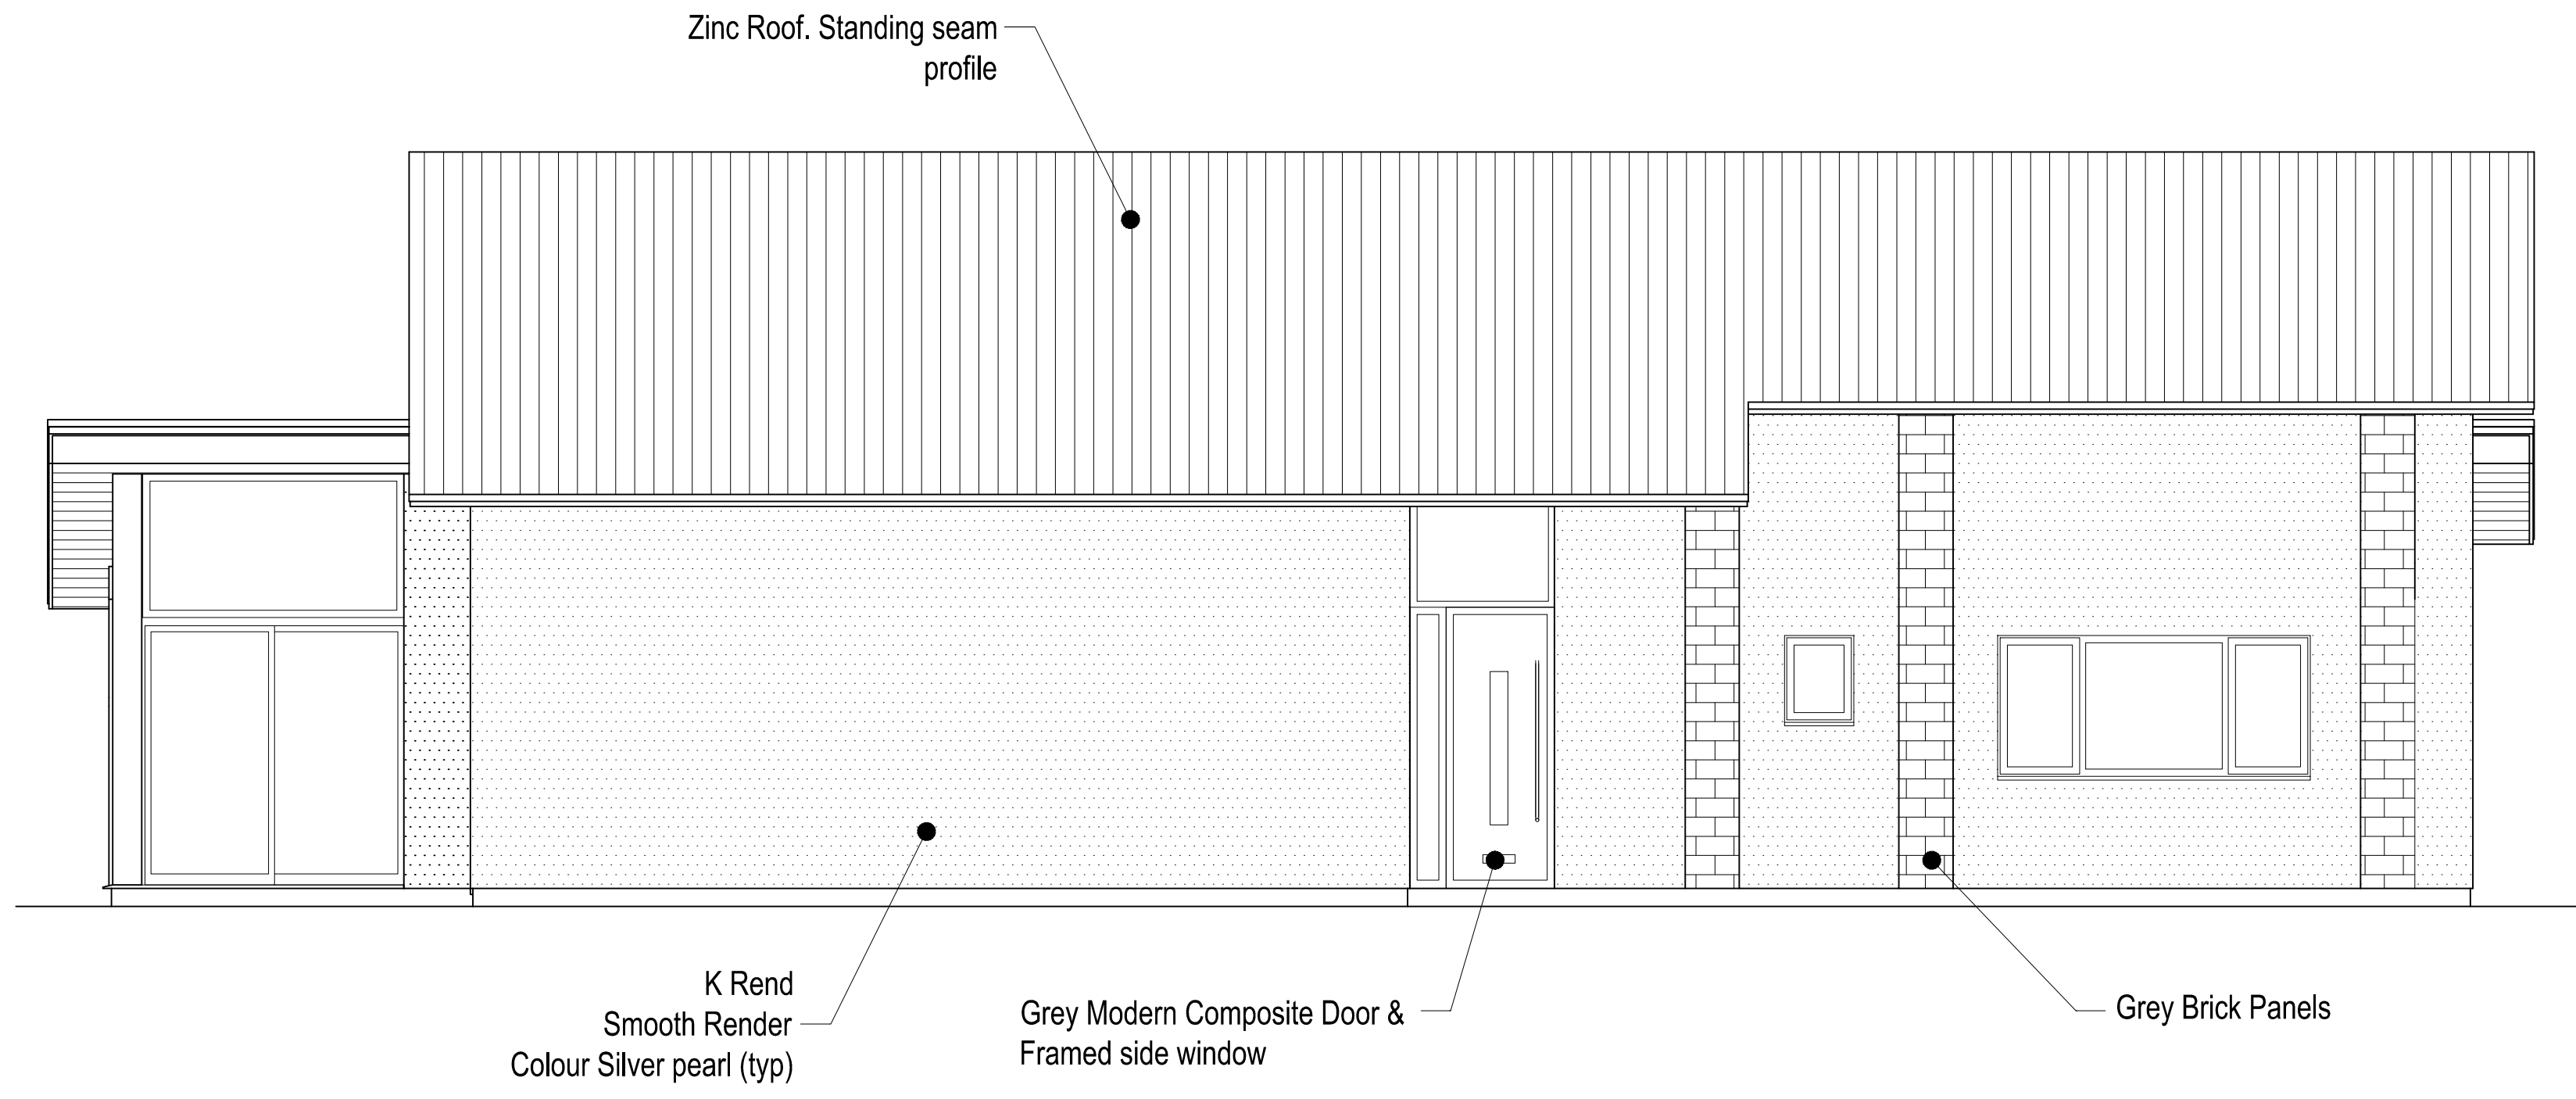 Zinc Roof. Standing seam
profile
K Rend
Smooth Render
Colour Silver pearl (typ)
Grey Modern Composite Door &
Framed side window
Grey Brick Panels